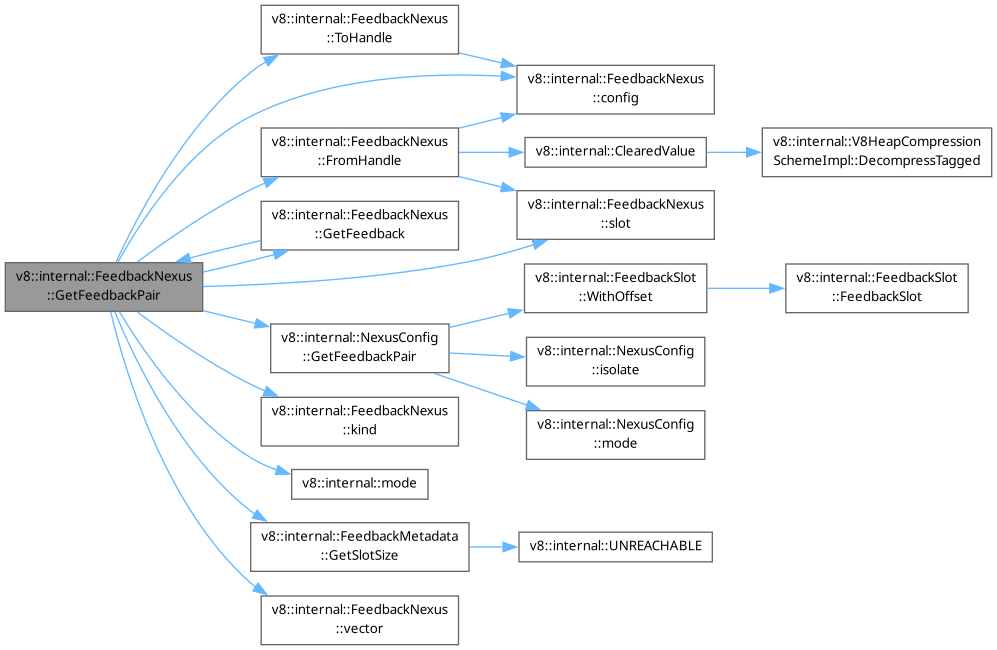 v8::internal::FeedbackNexus
::GetFeedbackPair
v8::internal::FeedbackNexus
::ToHandle
v8::internal::FeedbackNexus
::FromHandle
v8::internal::FeedbackNexus
::GetFeedback
v8::internal::NexusConfig
::GetFeedbackPair
v8::internal::FeedbackNexus
::kind
v8::internal::mode
v8::internal::FeedbackMetadata
::GetSlotSize
v8::internal::FeedbackNexus
::vector
v8::internal::FeedbackNexus
::config
v8::internal::ClearedValue
v8::internal::FeedbackNexus
::slot
v8::internal::FeedbackSlot
::WithOffset
v8::internal::NexusConfig
::isolate
v8::internal::NexusConfig
::mode
v8::internal::UNREACHABLE
v8::internal::V8HeapCompression
SchemeImpl::DecompressTagged
v8::internal::FeedbackSlot
::FeedbackSlot